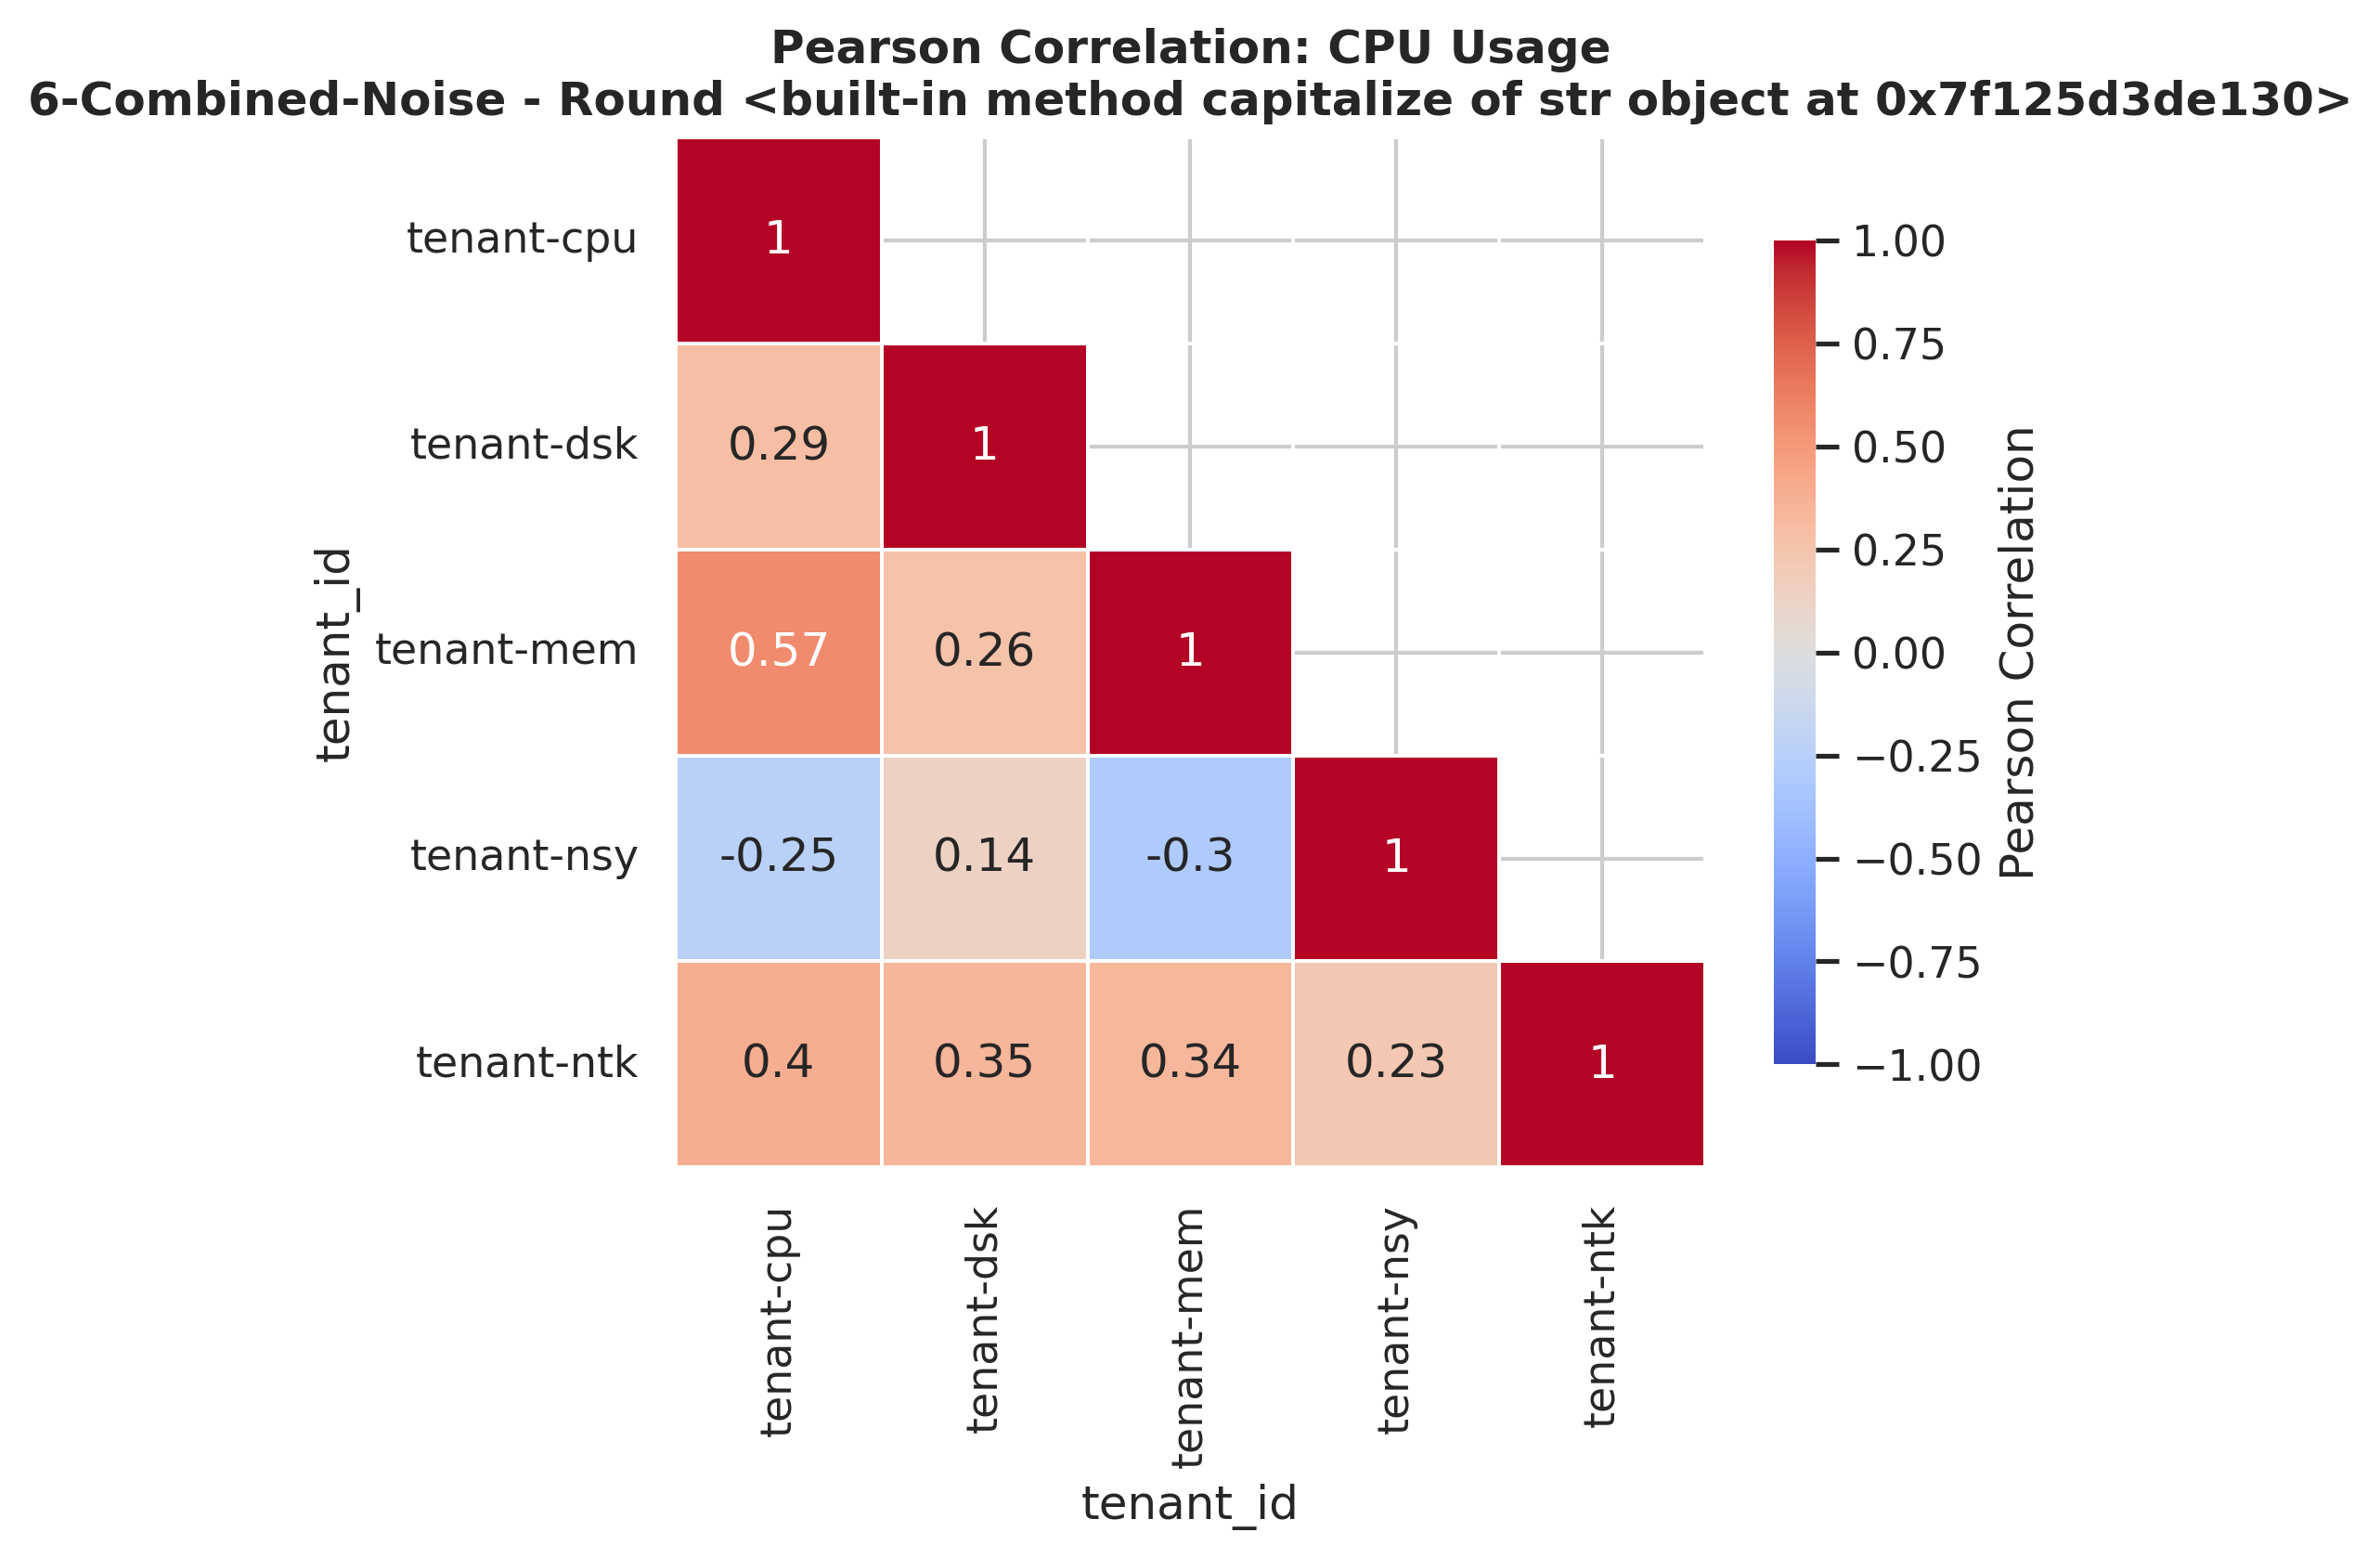 Pearson Correlation: CPU Usage
6-Combined-Noise - Round <built-in method capitalize of str object at 0x7f125d3de130>
tenant_id
tenant-cpu
1
tenant-dsk
0.29
1
tenant-mem
0.57
0.26
1
tenant-nsy
-0.25
0.14
-0.3
1
tenant-ntk
0.4
0.35
0.34
0.23
1
tenant-cpu
tenant-dsk
tenant-mem
tenant-nsy
tenant-ntk
tenant_id
1.00
0.75
0.50
0.25
0.00
−0.25
−0.50
−0.75
−1.00
Pearson Correlation